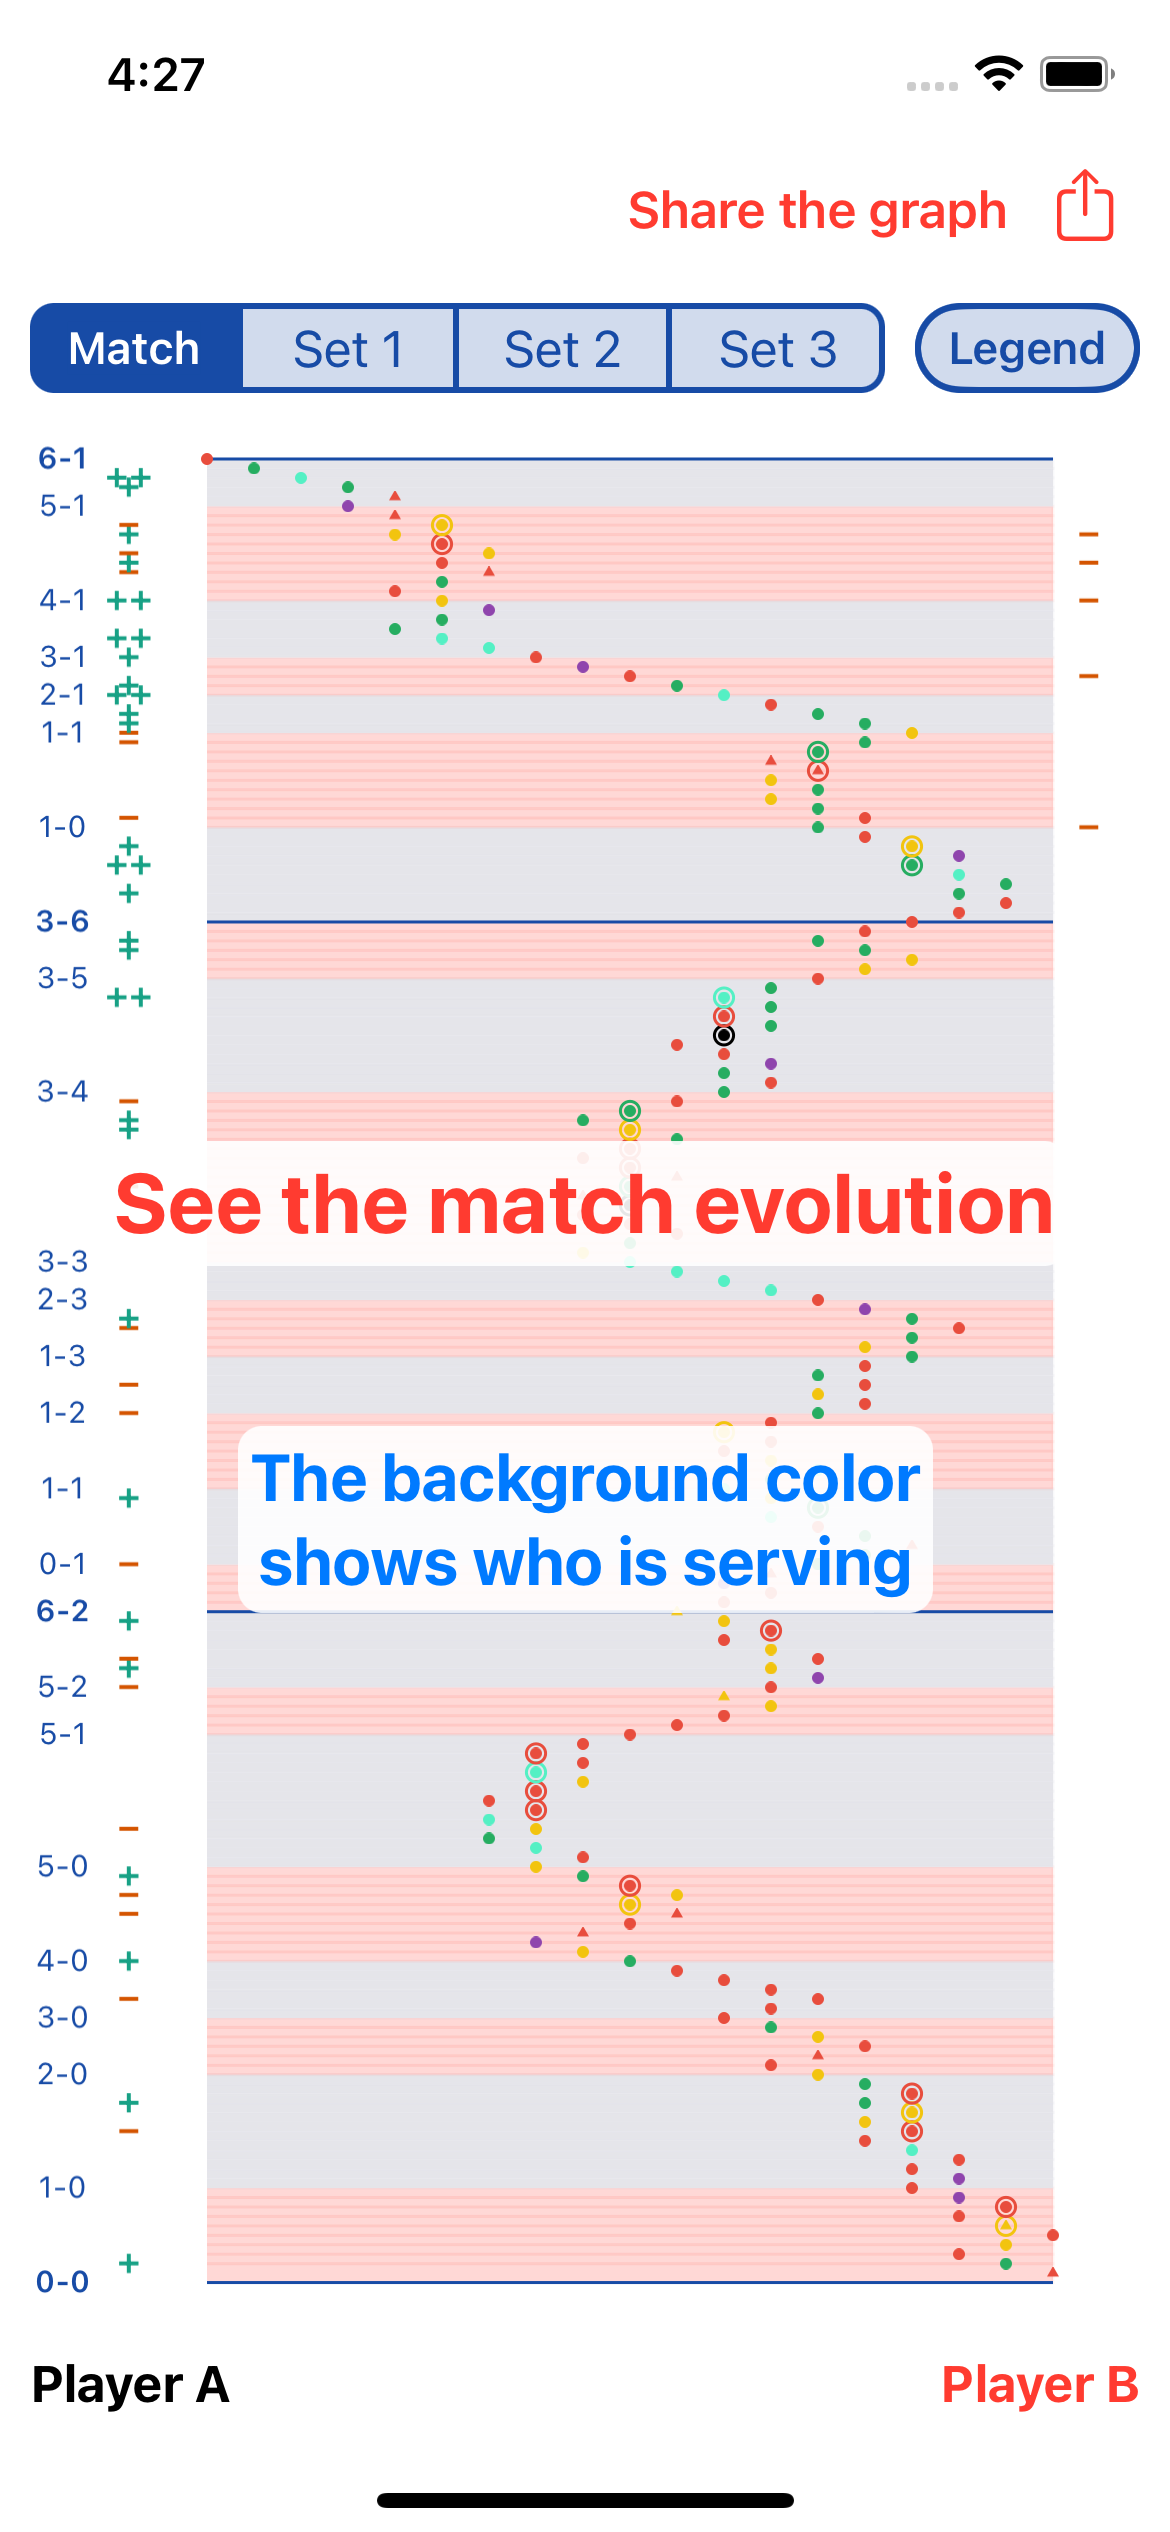 4:27
Share the graph
Match
Set 1
Set 2
Set 3
Legend
6-1
5-1
4-1
3-1
2-1
1-1
1-0
3-6
3-5
3-4
See the match evolution
3-3
2-3
1-3
1-2
The background color
shows who is serving
1-1
0-1
6-2
5-2
5-1
5-0
4-0
3-0
2-0
1-0
0-0
Player A
Player B